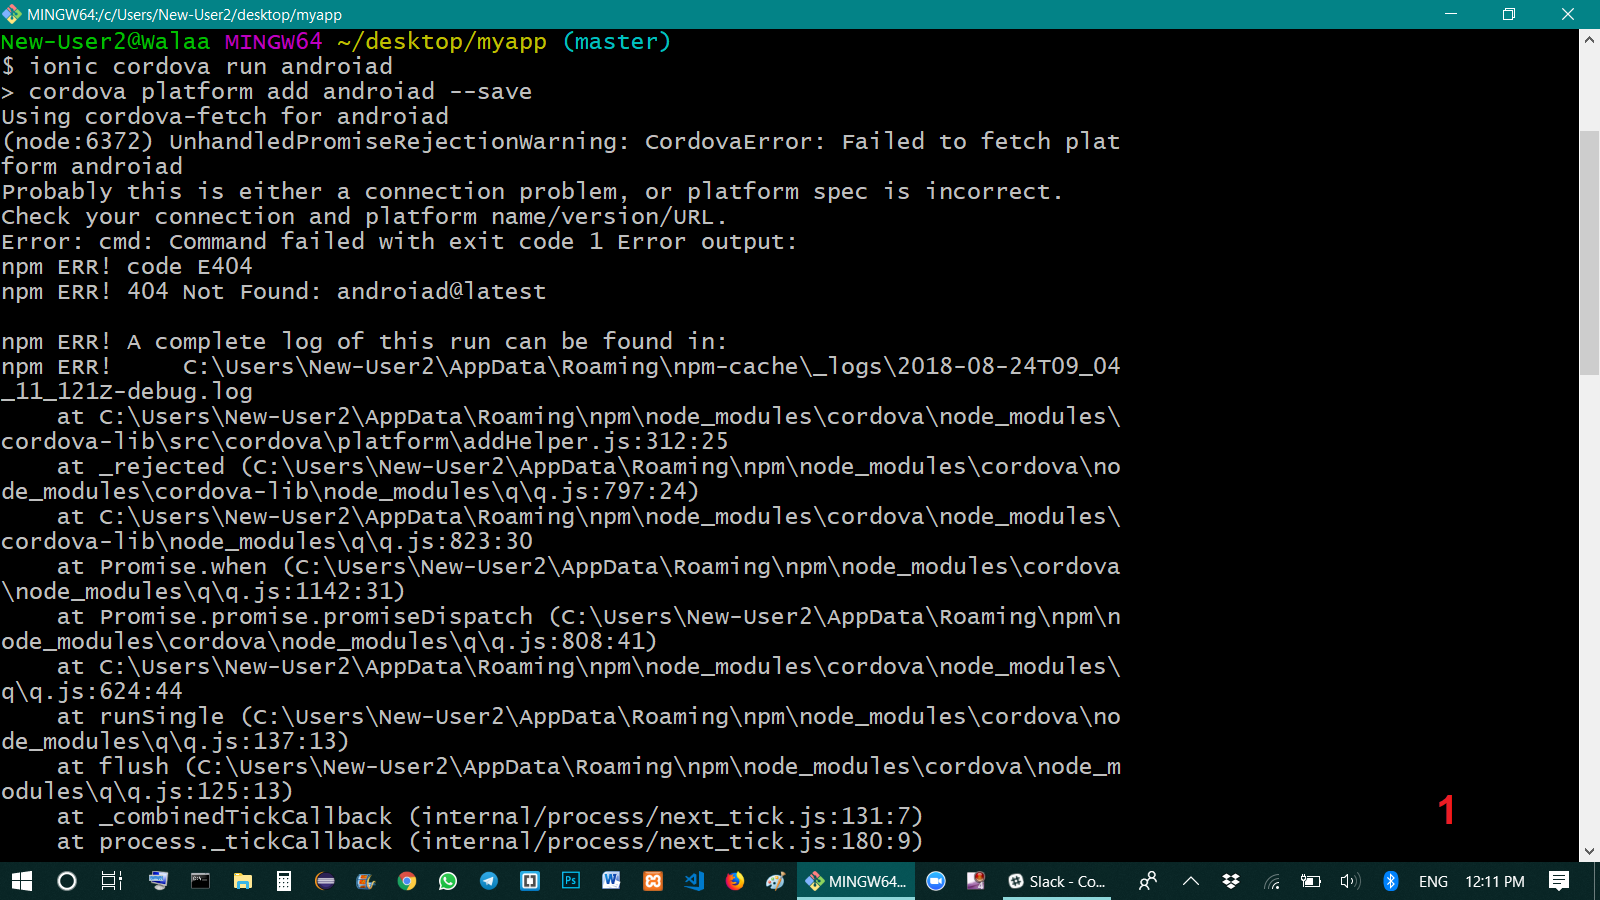 MINGW64:/c/Users/New-User2/desktop/myapp
New-User2@Walaa MINGW64 ~/desktop/myapp (master)
$ ionic cordova run androiad
> cordova platform add androiad --save
Using cordova-fetch for androiad
(node:6372) UnhandledPromiseRejectionWarning: CordovaError: Failed to fetch plat
form androiad
Probably this is either a connection problem, or platform spec is incorrect.
Check your connection and platform name/version/URL.
Error: cmd: Command failed with exit code 1 Error output:
npm ERR! code E404
npm ERR! 404 Not Found: androiad@latest
npm ERR! A complete log of this run can be found in:
npm ERR!     C:\Users\New-User2\AppData\Roaming\npm-cache\_logs\2018-08-24T09_04
_11_121Z-debug.log
    at C:\Users\New-User2\AppData\Roaming\npm\node_modules\cordova\node_modules\
cordova-lib\src\cordova\platform\addHelper.js:312:25
    at _rejected (C:\Users\New-User2\AppData\Roaming\npm\node_modules\cordova\no
de_modules\cordova-lib\node_modules\q\q.js:797:24)
    at C:\Users\New-User2\AppData\Roaming\npm\node_modules\cordova\node_modules\
cordova-lib\node_modules\q\q.js:823:30
    at Promise.when (C:\Users\New-User2\AppData\Roaming\npm\node_modules\cordova
\node_modules\q\q.js:1142:31)
    at Promise.promise.promiseDispatch (C:\Users\New-User2\AppData\Roaming\npm\n
ode_modules\cordova\node_modules\q\q.js:808:41)
    at C:\Users\New-User2\AppData\Roaming\npm\node_modules\cordova\node_modules\
q\q.js:624:44
    at runSingle (C:\Users\New-User2\AppData\Roaming\npm\node_modules\cordova\no
de_modules\q\q.js:137:13)
    at flush (C:\Users\New-User2\AppData\Roaming\npm\node_modules\cordova\node_m
odules\q\q.js:125:13)
    at _combinedTickCallback (internal/process/next_tick.js:131:7)
    at process._tickCallback (internal/process/next_tick.js:180:9)
1
Ps
MINGW64...
Slack - Co...
ENG
12:11 PM